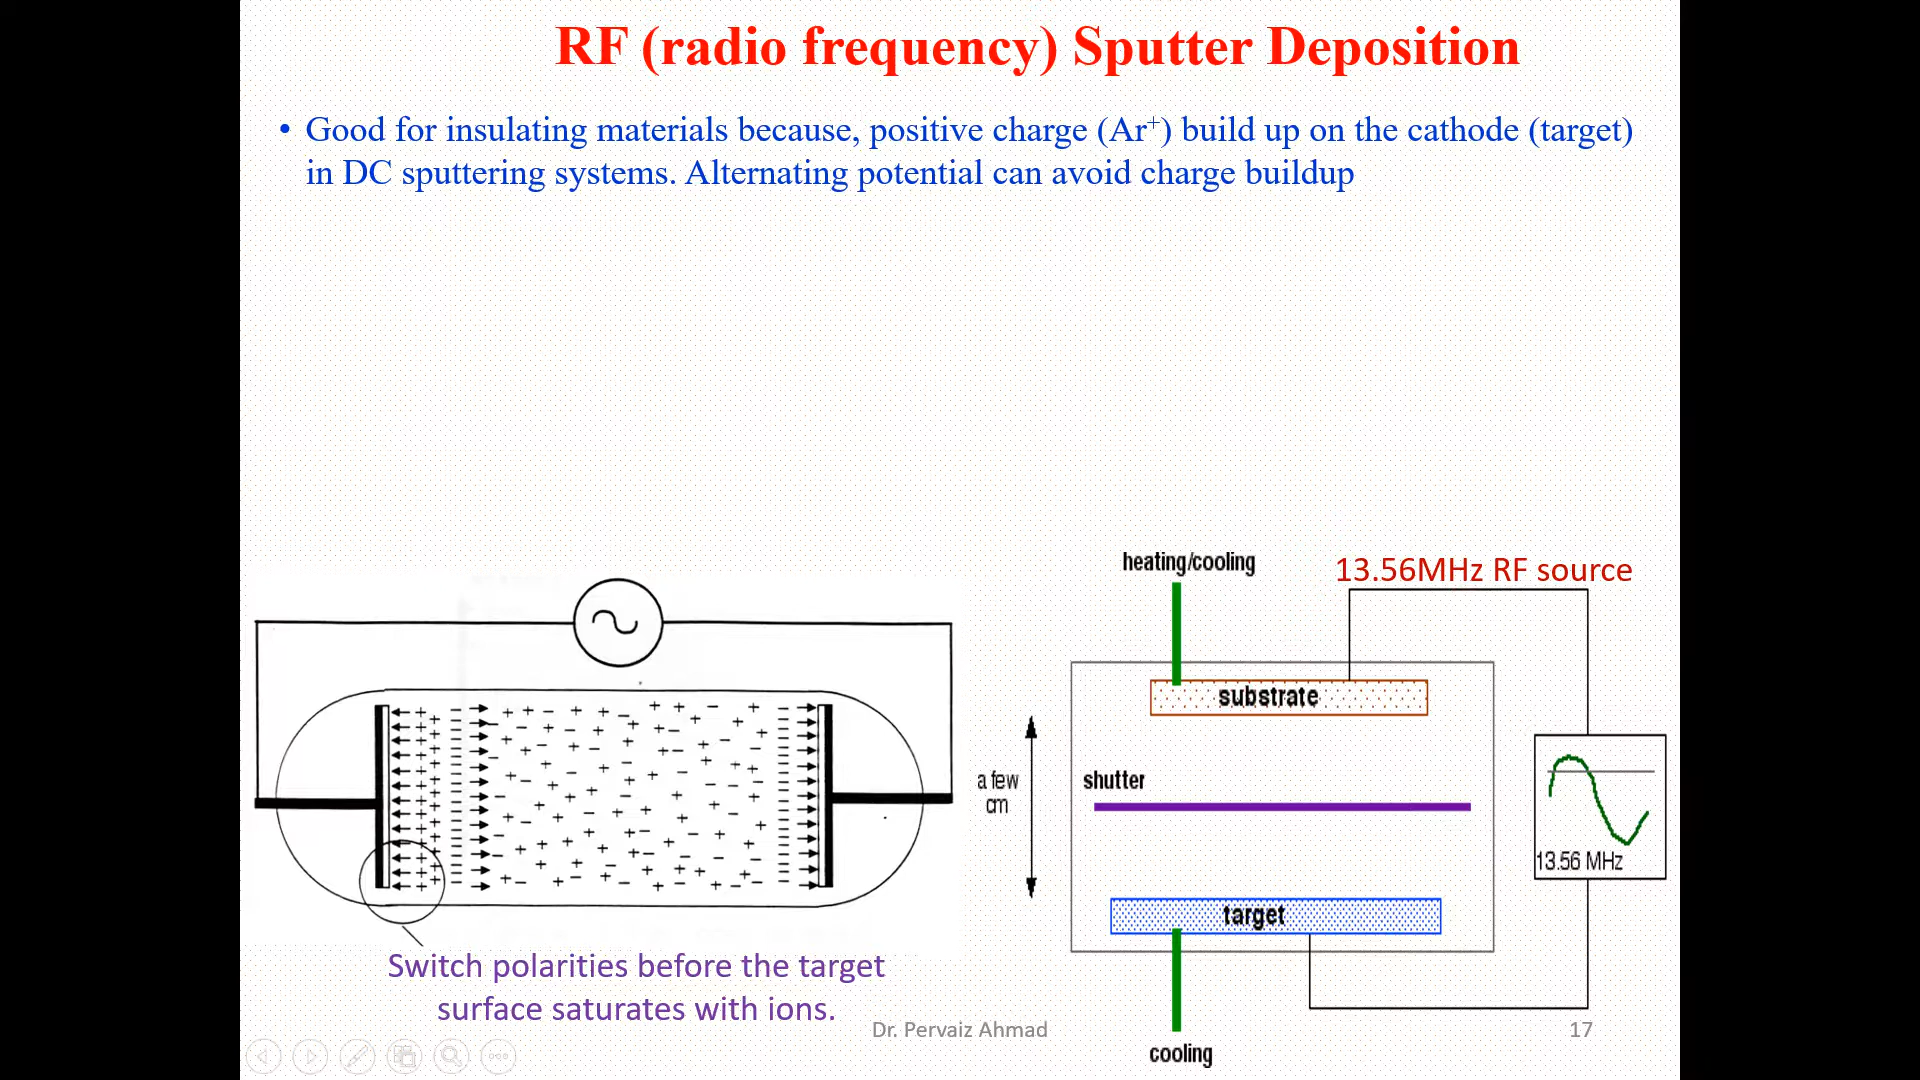 RF (radio frequency) Sputter Deposition
• Good for insulating materials because, positive charge (Ar⁺) build up on the cathode (target)
in DC sputtering systems. Alternating potential can avoid charge buildup
heating/cooling
13.56MHz RF source
substrate
a few
cm
shutter
13.56 MHz
target
Switch polarities before the target
surface saturates with ions.
Dr. Pervaiz Ahmad
17
cooling